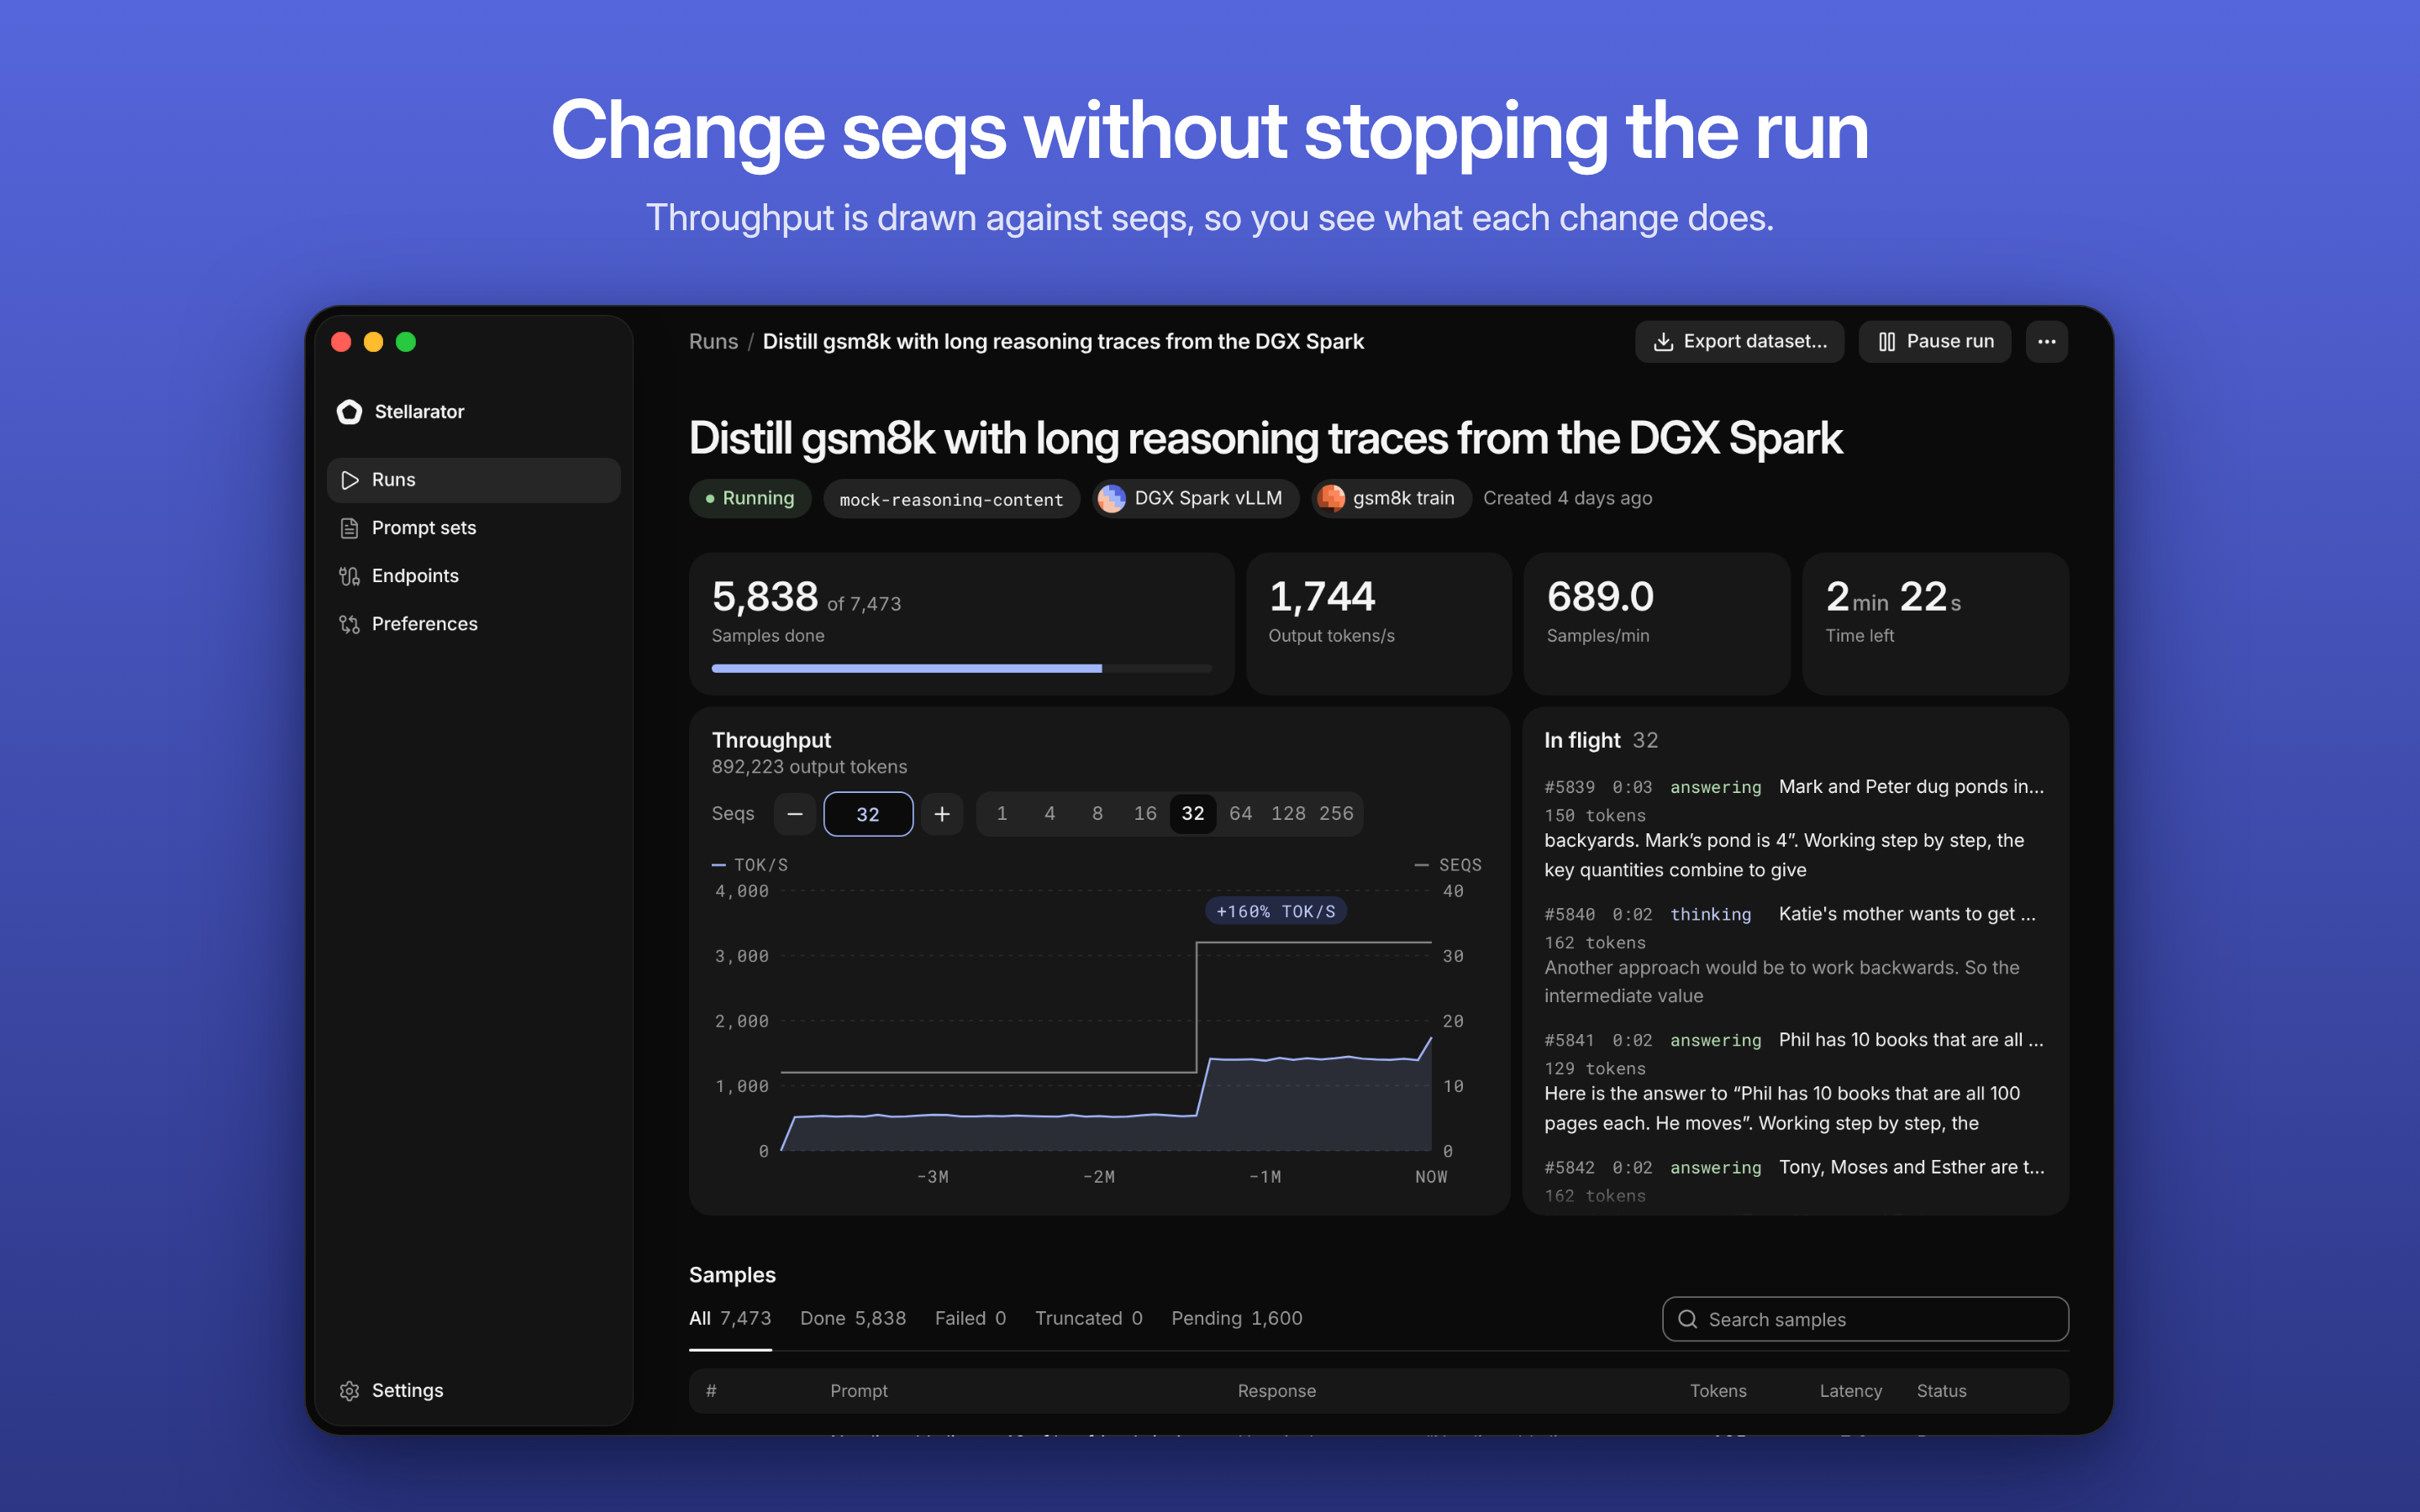 Change seqs without stopping the run
Throughput is drawn against seqs, so you see what each change does.
Runs / Distill gsm8k with long reasoning traces from the DGX Spark
Export dataset...
Pause run
Stellarator
Runs
Prompt sets
Endpoints
Preferences
Settings
Distill gsm8k with long reasoning traces from the DGX Spark
Running
mock-reasoning-content
DGX Spark vLLM
gsm8k train
Created 4 days ago
5,838 of 7,473
Samples done
1,744
Output tokens/s
689.0
Samples/min
2 min 22 s
Time left
Throughput
892,223 output tokens
Seqs − 32 + 1 4 8 16 32 64 128 256
TOK/S
SEQS
4,000
3,000
2,000
1,000
0
+160% TOK/S
40
30
20
10
0
−3M −2M −1M NOW
In flight 32
#5839 0:03 answering Mark and Peter dug ponds in...
150 tokens
backyards. Mark’s pond is 4”. Working step by step, the
key quantities combine to give
#5840 0:02 thinking Katie's mother wants to get ...
162 tokens
Another approach would be to work backwards. So the
intermediate value
#5841 0:02 answering Phil has 10 books that are all ...
129 tokens
Here is the answer to “Phil has 10 books that are all 100
pages each. He moves”. Working step by step, the
#5842 0:02 answering Tony, Moses and Esther are t...
162 tokens
Samples
All 7,473 Done 5,838 Failed 0 Truncated 0 Pending 1,600
Search samples
# Prompt Response Tokens Latency Status